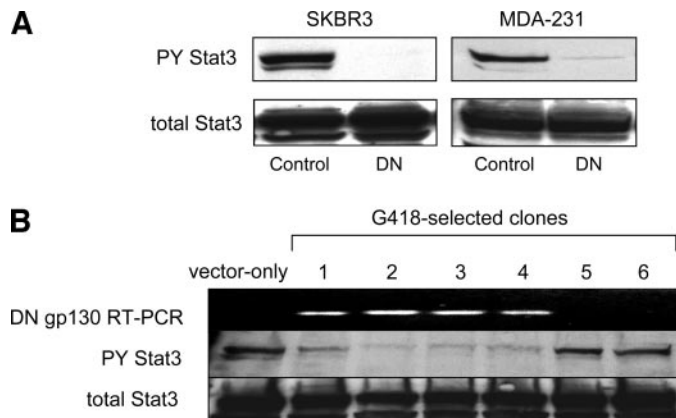 A
SKBR3 MDA-231
PY Stat3
total Stat3
Control DN Control DN
B
G418-selected clones
vector-only 1 2 3 4 5 6
DN gp130 RT-PCR
PY Stat3
total Stat3